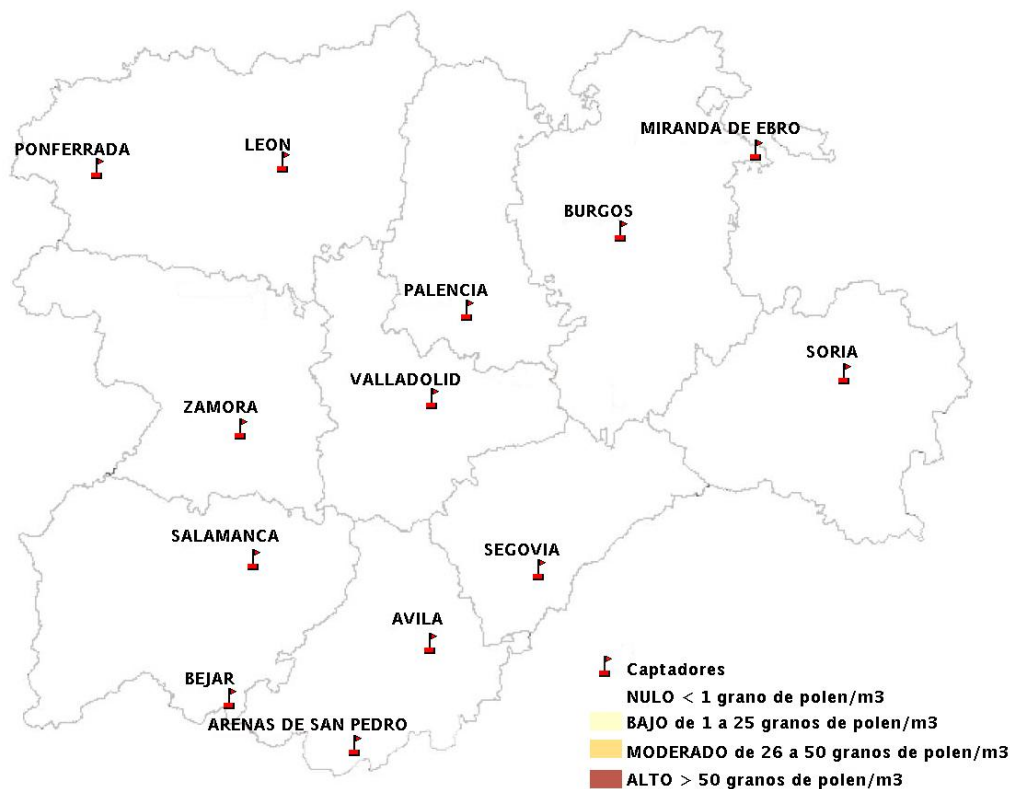 MIRANDA DE EBRO
PONFERRADA
LEON
BURGOS
PALENCIA
SORIA
VALLADOLID
ZAMORA
SALAMANCA
SEGOVIA
AVILA
BEJAR
ARENAS DE SAN PEDRO
Captadores
NULO < 1 grano de polen/m3
BAJO de 1 a 25 granos de polen/m3
MODERADO de 26 a 50 granos de polen/m3
ALTO > 50 granos de polen/m3